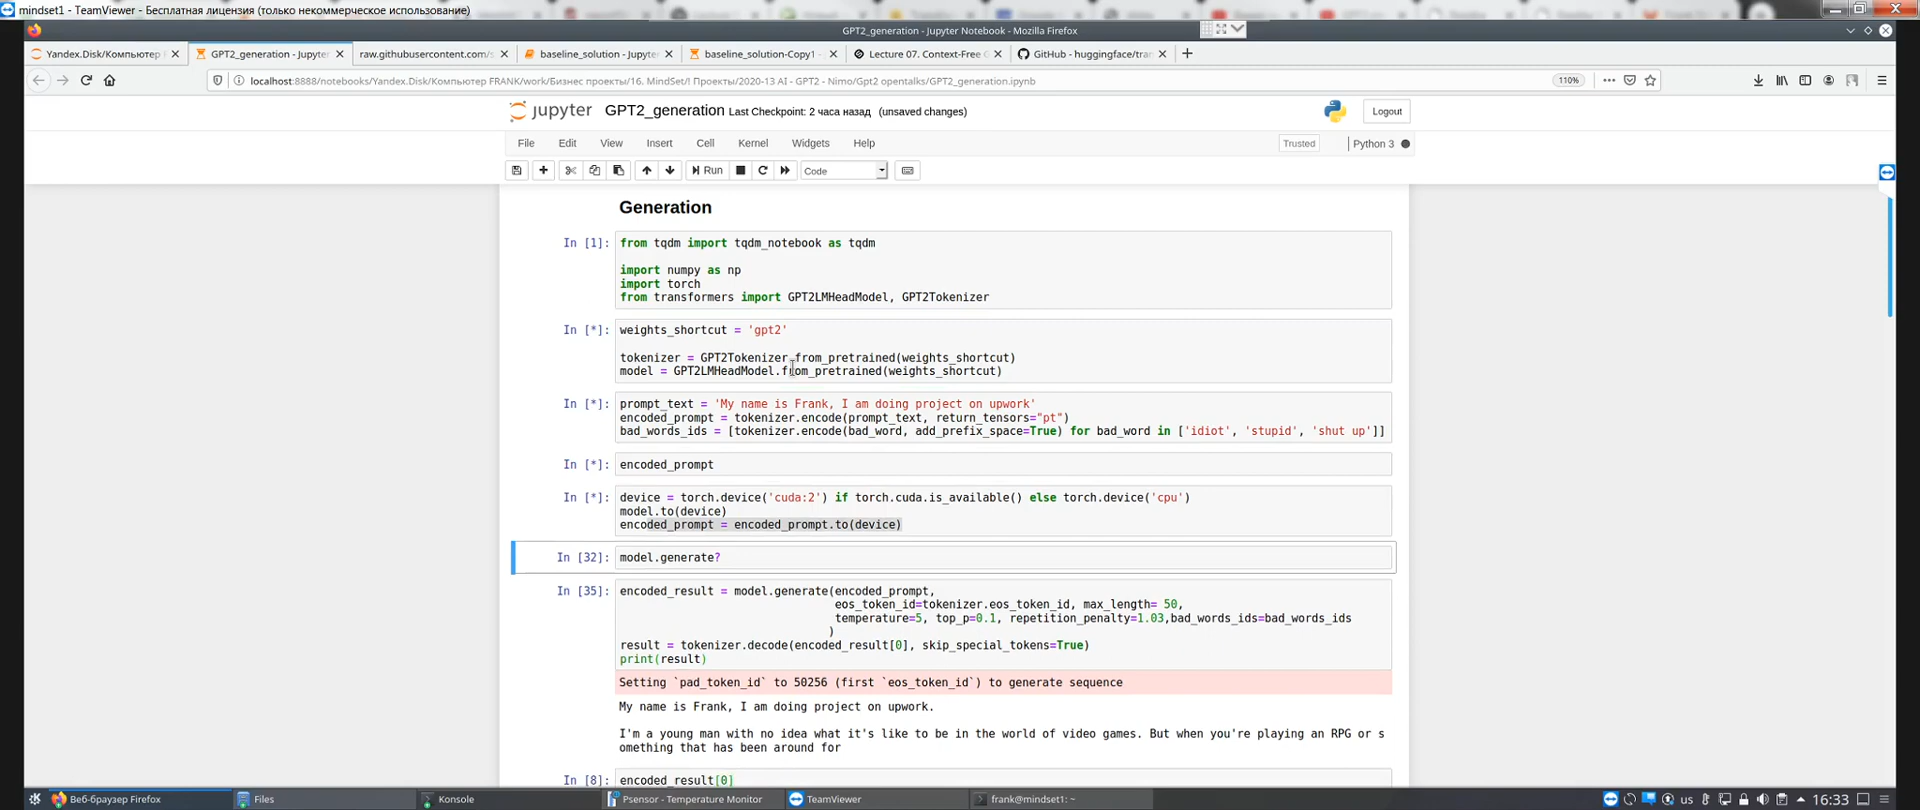 mindset1 - TeamViewer - Бесплатная лицензия (только некоммерческое использование)
GPT2_generation - Jupyter Notebook - Mozilla Firefox
Yandex.Disk/Компьютер F
GPT2_generation - Jupyter
raw.githubusercontent.com/s
baseline_solution - Jupyte
baseline_solution-Copy1 -
Lecture 07. Context-Free G
GitHub - huggingface/tran
localhost:8888/notebooks/Yandex.Disk/Компьютер FRANK/work/Бизнес проекты/16. MindSet/! Проекты/2020-13 AI - GPT2 - Nimo/Gpt2 opentalks/GPT2_generation.ipynb
110%
jupyter GPT2_generation Last Checkpoint: 2 часа назад (unsaved changes)
Logout
File Edit View Insert Cell Kernel Widgets Help
Trusted
Python 3
Run
Code
Generation
In [1]: from tqdm import tqdm_notebook as tqdm
import numpy as np
import torch
from transformers import GPT2LMHeadModel, GPT2Tokenizer
In [*]: weights_shortcut = 'gpt2'
tokenizer = GPT2Tokenizer.from_pretrained(weights_shortcut)
model = GPT2LMHeadModel.from_pretrained(weights_shortcut)
In [*]: prompt_text = 'My name is Frank, I am doing project on upwork'
encoded_prompt = tokenizer.encode(prompt_text, return_tensors="pt")
bad_words_ids = [tokenizer.encode(bad_word, add_prefix_space=True) for bad_word in ['idiot', 'stupid', 'shut up']]
In [*]: encoded_prompt
In [*]: device = torch.device('cuda:2') if torch.cuda.is_available() else torch.device('cpu')
model.to(device)
encoded_prompt = encoded_prompt.to(device)
In [32]: model.generate?
In [35]: encoded_result = model.generate(encoded_prompt,
eos_token_id=tokenizer.eos_token_id, max_length= 50,
temperature=5, top_p=0.1, repetition_penalty=1.03,bad_words_ids=bad_words_ids
)
result = tokenizer.decode(encoded_result[0], skip_special_tokens=True)
print(result)
Setting `pad_token_id` to 50256 (first `eos_token_id`) to generate sequence
My name is Frank, I am doing project on upwork.
I'm a young man with no idea what it's like to be in the world of video games. But when you're playing an RPG or s
omething that has been around for
In [8]: encoded_result[0]
Веб-браузер Firefox
Files
Konsole
Psensor - Temperature Monitor
TeamViewer
frank@mindset1: ~
us
16:33